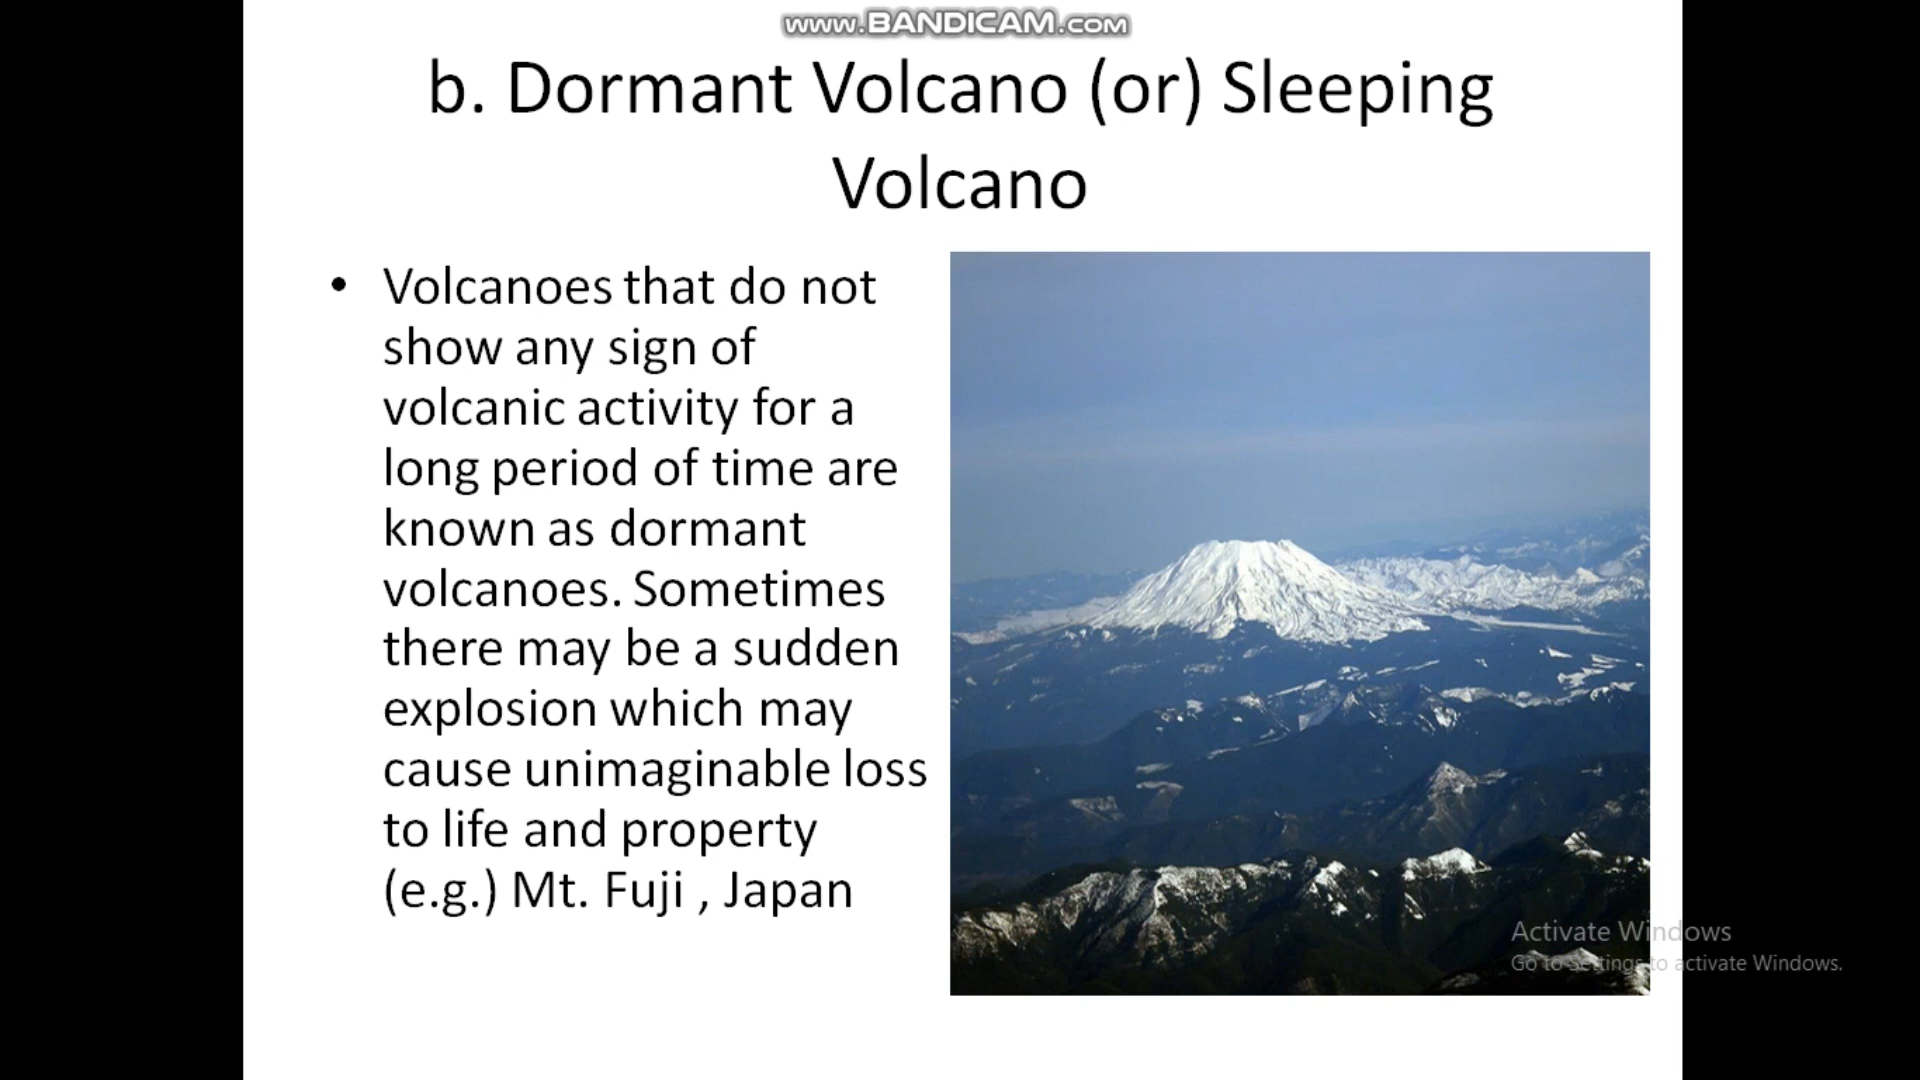 www.BANDICAM.com
b. Dormant Volcano (or) Sleeping
Volcano
• Volcanoes that do not
show any sign of
volcanic activity for a
long period of time are
known as dormant
volcanoes. Sometimes
there may be a sudden
explosion which may
cause unimaginable loss
to life and property
(e.g.) Mt. Fuji , Japan
Activate Windows
Go to Settings to activate Windows.